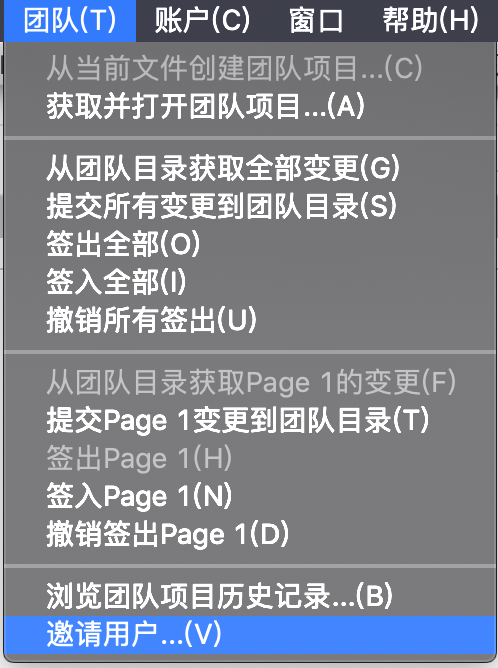 团队(T) 账户(C) 窗口 帮助(H)
从当前文件创建团队项目...(C)
获取并打开团队项目...(A)
从团队目录获取全部变更(G)
提交所有变更到团队目录(S)
签出全部(O)
签入全部(I)
撤销所有签出(U)
从团队目录获取Page 1的变更(F)
提交Page 1变更到团队目录(T)
签出Page 1(H)
签入Page 1(N)
撤销签出Page 1(D)
浏览团队项目历史记录...(B)
邀请用户...(V)